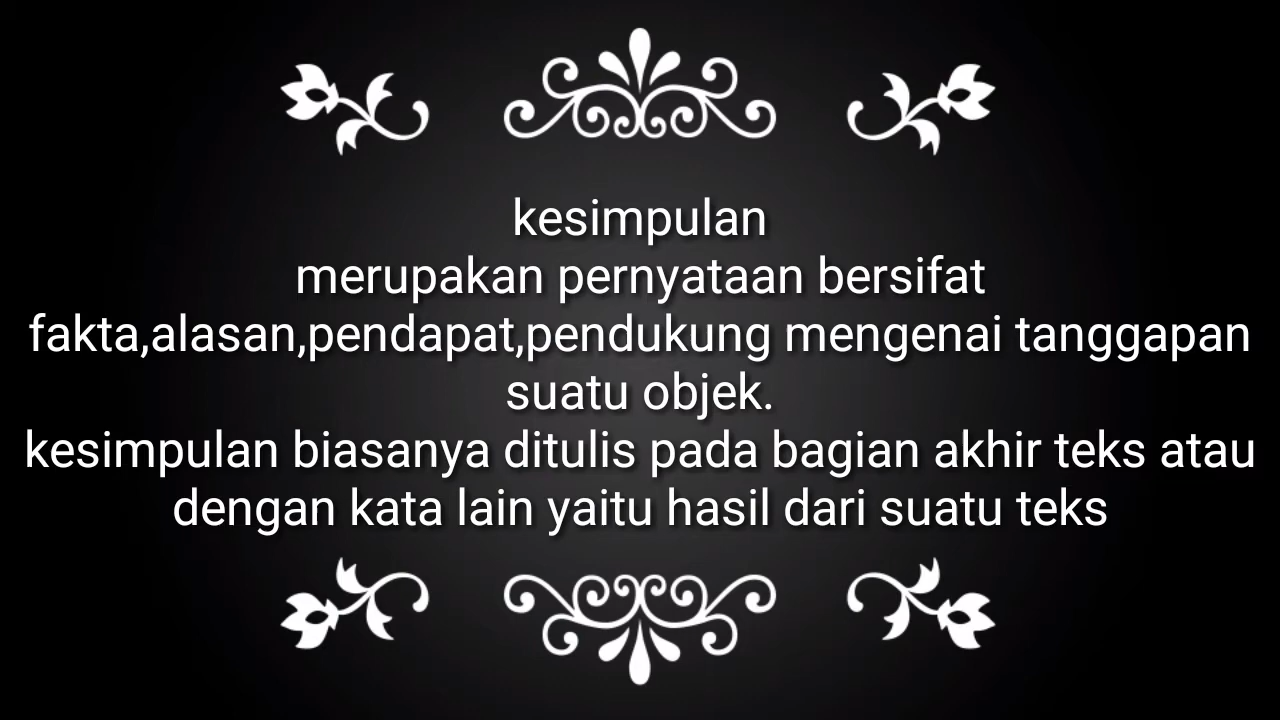 kesimpulan
merupakan pernyataan bersifat
fakta,alasan,pendapat,pendukung mengenai tanggapan
suatu objek.
kesimpulan biasanya ditulis pada bagian akhir teks atau
dengan kata lain yaitu hasil dari suatu teks